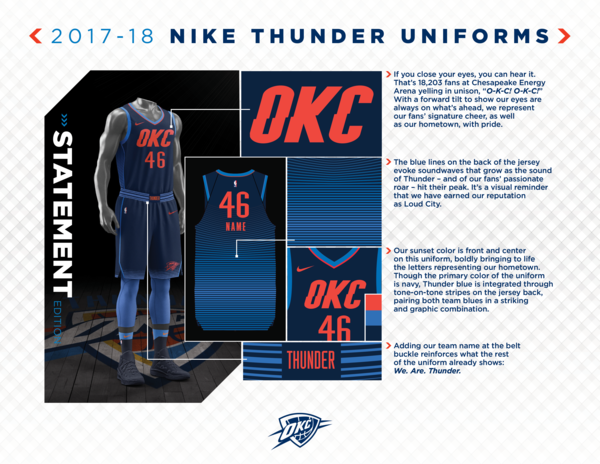 2017-18 NIKE THUNDER UNIFORMS
STATEMENT EDITION
OKC
46
OKC
46
NAME
OKC
46
THUNDER
If you close your eyes, you can hear it.
That's 18,203 fans at Chesapeake Energy
Arena yelling in unison, "O-K-C! O-K-C!"
With a forward tilt to show our eyes are
always on what's ahead, we represent
our fans' signature cheer, as well
as our hometown, with pride.
The blue lines on the back of the jersey
evoke soundwaves that grow as the sound
of Thunder – and of our fans' passionate
roar – hit their peak. It's a visual reminder
that we have earned our reputation
as Loud City.
Our sunset color is front and center
on this uniform, boldly bringing to life
the letters representing our hometown.
Though the primary color of the uniform
is navy, Thunder blue is integrated through
tone-on-tone stripes on the jersey back,
pairing both team blues in a striking
and graphic combination.
Adding our team name at the belt
buckle reinforces what the rest
of the uniform already shows:
We. Are. Thunder.
OKC